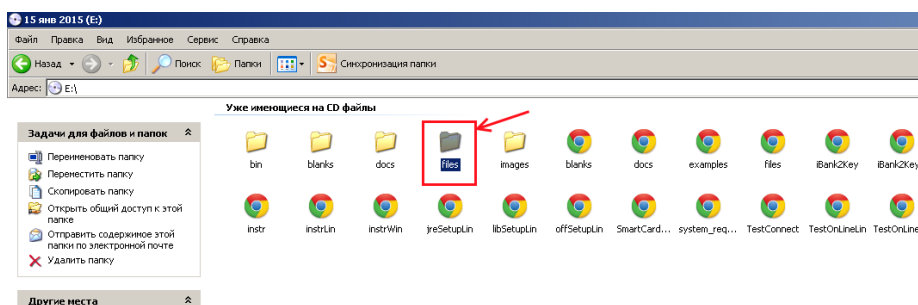 15 янв 2015 (E:)
Файл Правка Вид Избранное Сервис Справка
Назад Поиск Папки Синхронизация папки
Адрес: E:\
Уже имеющиеся на CD файлы
Задачи для файлов и папок
Переименовать папку
Переместить папку
Скопировать папку
Открыть общий доступ к этой
папке
Отправить содержимое этой
папки по электронной почте
Удалить папку
Другие места
bin blanks docs files images blanks docs examples files iBank2Key iBank2Key
instr instrLin instrWin jreSetupLin libSetupLin offSetupLin SmartCard... system_req... TestConnect TestOnLineLin TestOnLine